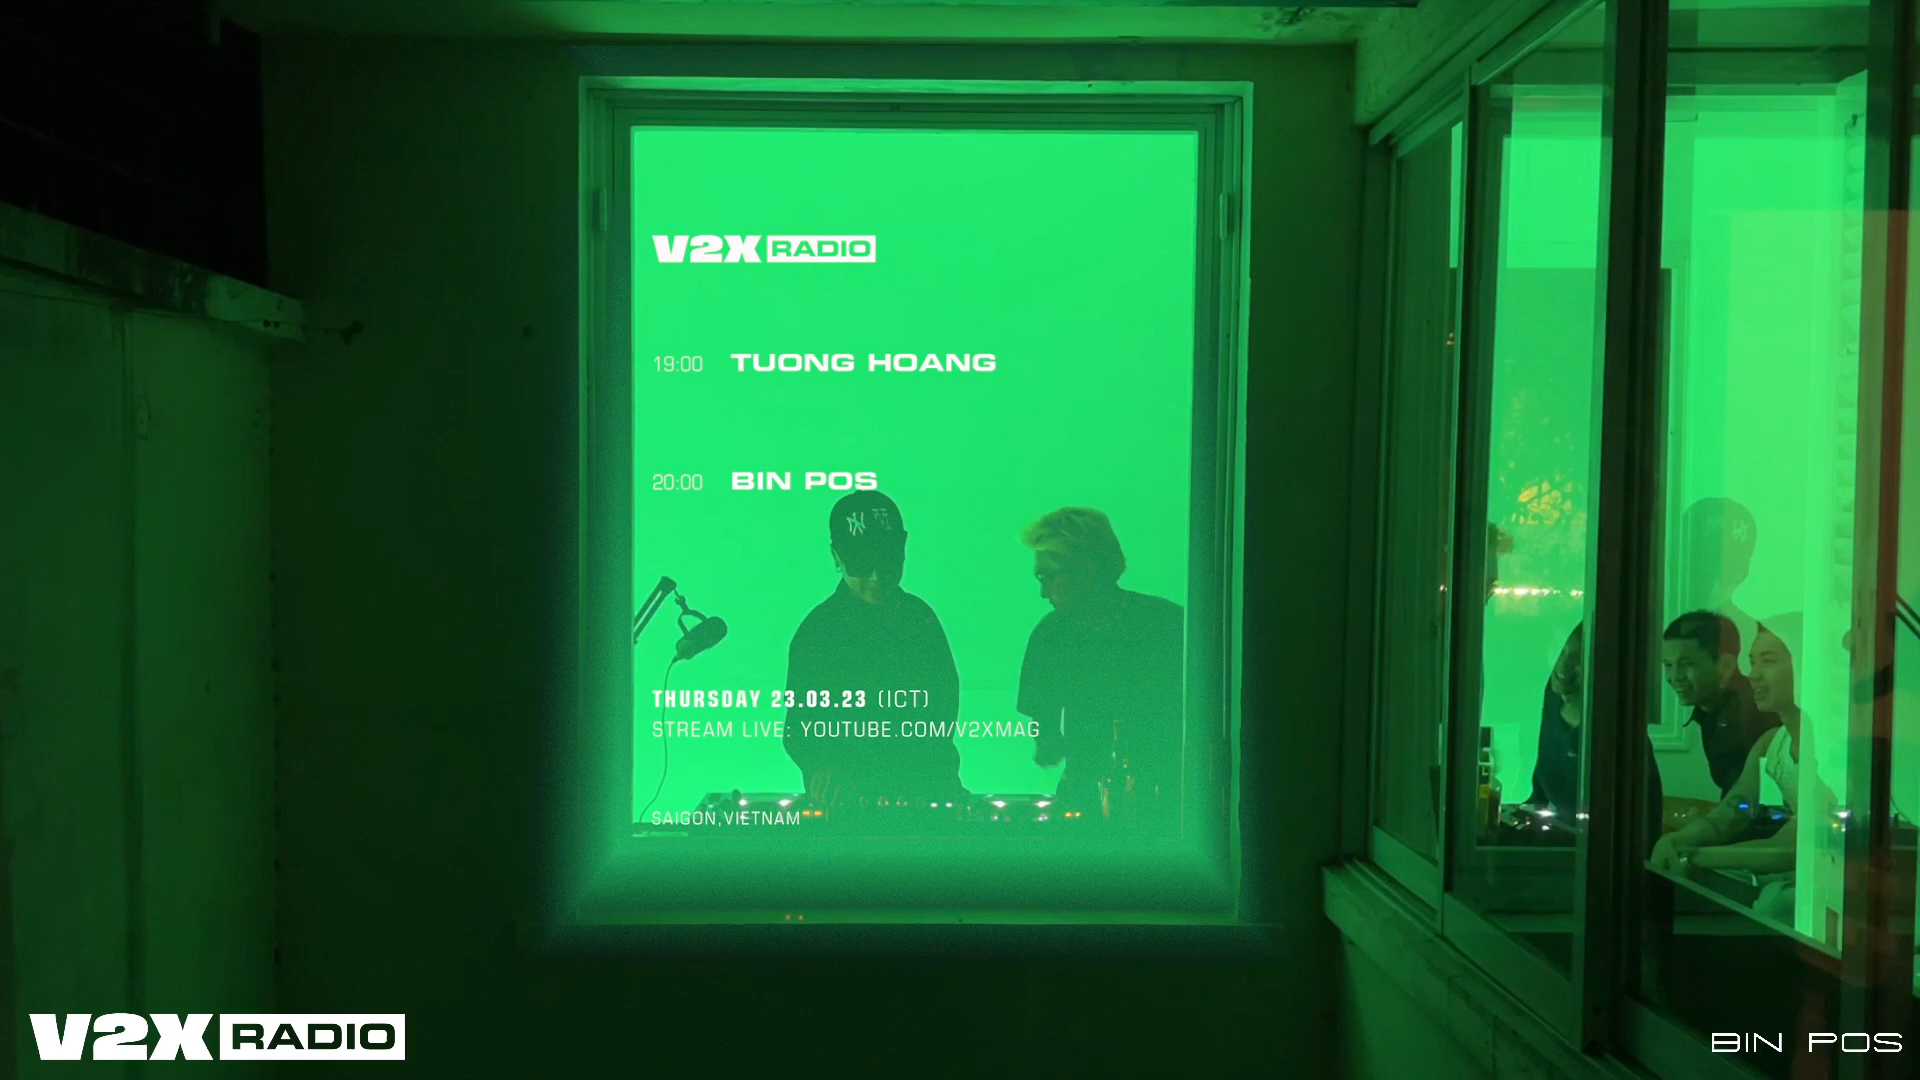 V2X RADIO
19:00 TUONG HOANG
20:00 BIN POS
THURSDAY 23.03.23 (ICT)
STREAM LIVE: YOUTUBE.COM/V2XMAG
SAIGON,VIETNAM
V2X RADIO
BIN POS